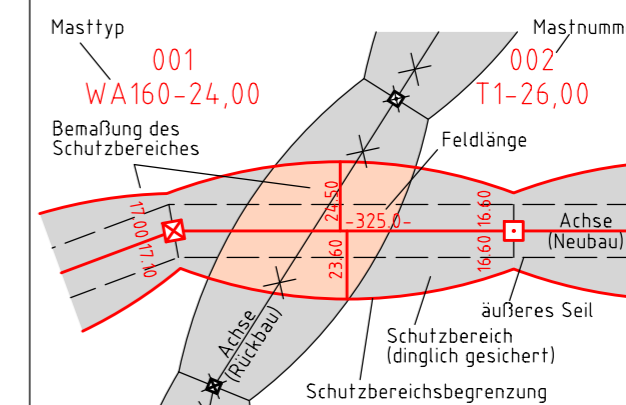 Masttyp
Mastnumm
001
WA160-24,00
002
T1-26,00
Bemaßung des
Schutzbereiches
Feldlänge
24.50
-325.0-
23.60
17.00
17.10
16.60
16.60
Achse
(Neubau)
äußeres Seil
Achse
(Rückbau)
Schutzbereich
(dinglich gesichert)
Schutzbereichsbegrenzung